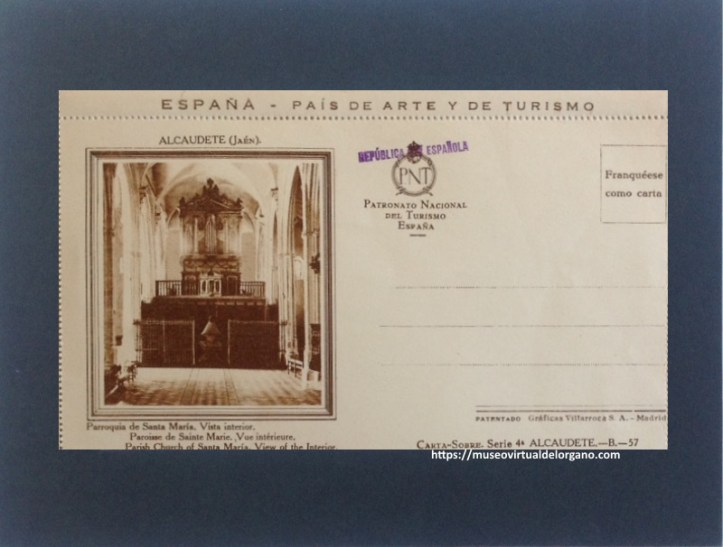 ESPAÑA - PAÍS DE ARTE Y DE TURISMO
ALCAUDETE (JAÉN).
REPÚBLICA ESPAÑOLA
PNT
PATRONATO NACIONAL
DEL TURISMO
ESPAÑA
Franquéese
como carta
Parroquia de Santa María, Vista interior.
Paroisse de Sainte Marie, Vue intérieure.
Parish Church of Santa María, View of the Interior
PATENTADO Gráficas Villarroca S. A. - Madrid
CARTA-SOBRE. Serie 4ª ALCAUDETE.-B.-57
https://museovirtualdelorgano.com